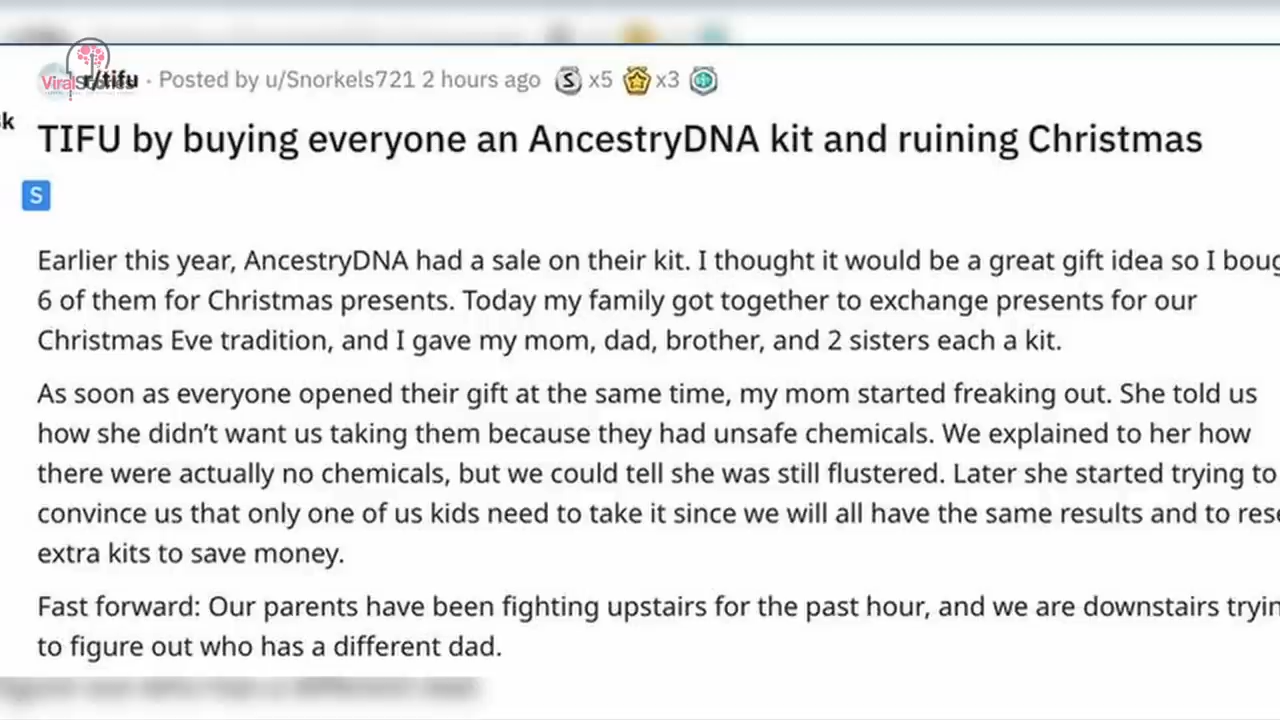 r/tifu · Posted by u/Snorkels721 2 hours ago x5 x3
k
TIFU by buying everyone an AncestryDNA kit and ruining Christmas
S
Earlier this year, AncestryDNA had a sale on their kit. I thought it would be a great gift idea so I boug
6 of them for Christmas presents. Today my family got together to exchange presents for our
Christmas Eve tradition, and I gave my mom, dad, brother, and 2 sisters each a kit.
As soon as everyone opened their gift at the same time, my mom started freaking out. She told us
how she didn’t want us taking them because they had unsafe chemicals. We explained to her how
there were actually no chemicals, but we could tell she was still flustered. Later she started trying to
convince us that only one of us kids need to take it since we will all have the same results and to rese
extra kits to save money.
Fast forward: Our parents have been fighting upstairs for the past hour, and we are downstairs tryin
to figure out who has a different dad.